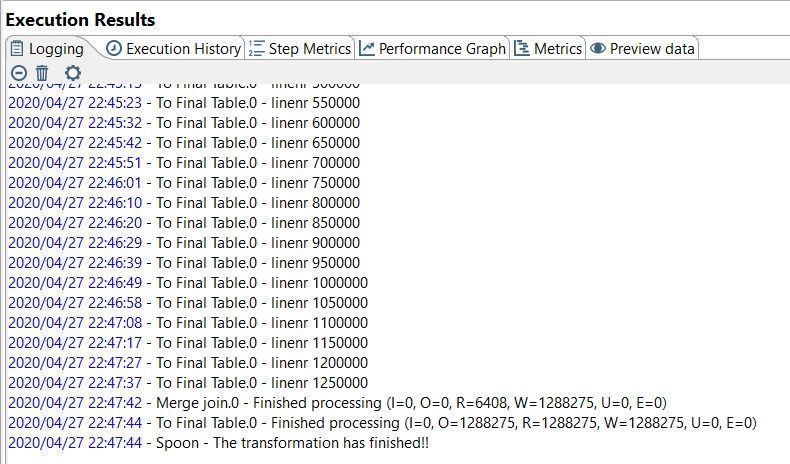 Execution Results
Logging Execution History Step Metrics Performance Graph Metrics Preview data
2020/04/27 22:45:13 - To Final Table.0 - linenr 500000
2020/04/27 22:45:23 - To Final Table.0 - linenr 550000
2020/04/27 22:45:32 - To Final Table.0 - linenr 600000
2020/04/27 22:45:42 - To Final Table.0 - linenr 650000
2020/04/27 22:45:51 - To Final Table.0 - linenr 700000
2020/04/27 22:46:01 - To Final Table.0 - linenr 750000
2020/04/27 22:46:10 - To Final Table.0 - linenr 800000
2020/04/27 22:46:20 - To Final Table.0 - linenr 850000
2020/04/27 22:46:29 - To Final Table.0 - linenr 900000
2020/04/27 22:46:39 - To Final Table.0 - linenr 950000
2020/04/27 22:46:49 - To Final Table.0 - linenr 1000000
2020/04/27 22:46:58 - To Final Table.0 - linenr 1050000
2020/04/27 22:47:08 - To Final Table.0 - linenr 1100000
2020/04/27 22:47:17 - To Final Table.0 - linenr 1150000
2020/04/27 22:47:27 - To Final Table.0 - linenr 1200000
2020/04/27 22:47:37 - To Final Table.0 - linenr 1250000
2020/04/27 22:47:42 - Merge join.0 - Finished processing (I=0, O=0, R=6408, W=1288275, U=0, E=0)
2020/04/27 22:47:44 - To Final Table.0 - Finished processing (I=0, O=1288275, R=1288275, W=1288275, U=0, E=0)
2020/04/27 22:47:44 - Spoon - The transformation has finished!!